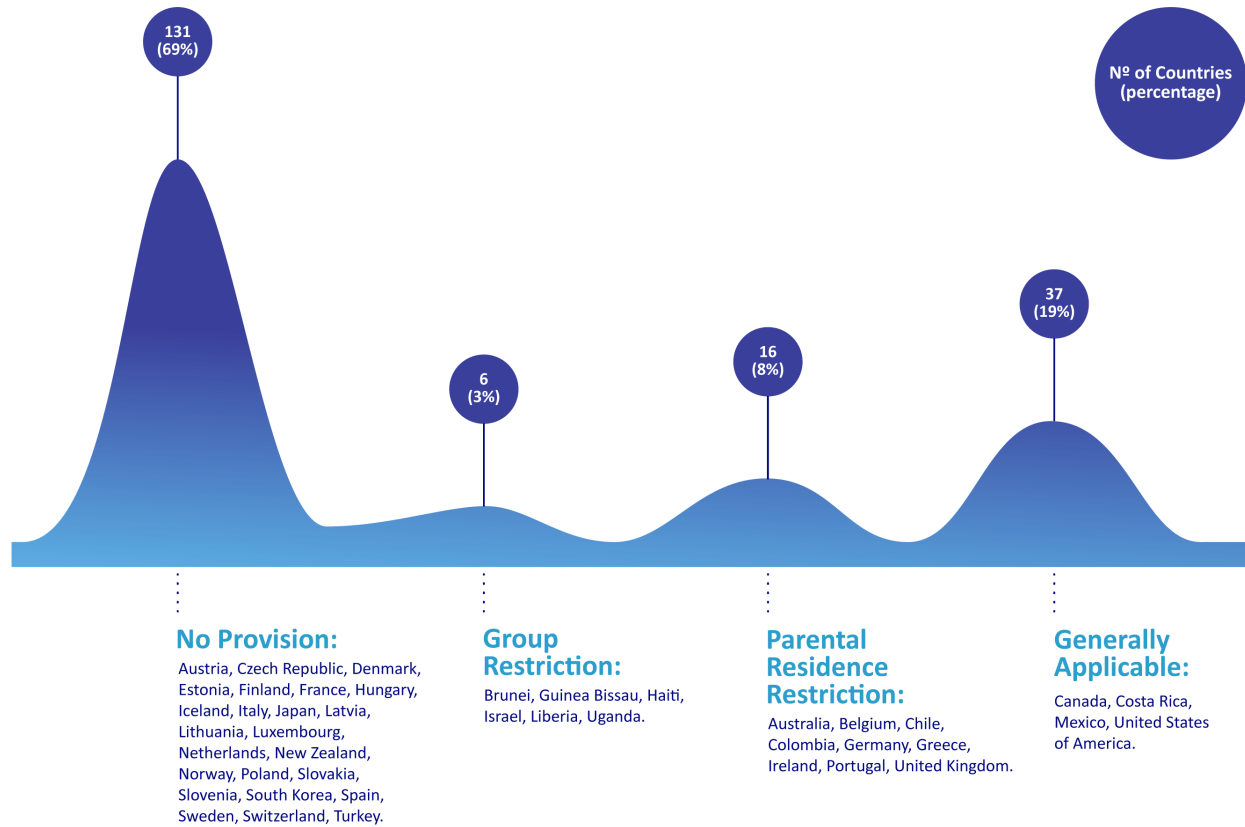 131
(69%)
Nº of Countries
(percentage)
37
(19%)
16
(8%)
6
(3%)
No Provision:
Austria, Czech Republic, Denmark,
Estonia, Finland, France, Hungary,
Iceland, Italy, Japan, Latvia,
Lithuania, Luxembourg,
Netherlands, New Zealand,
Norway, Poland, Slovakia,
Slovenia, South Korea, Spain,
Sweden, Switzerland, Turkey.
Group
Restriction:
Brunei, Guinea Bissau, Haiti,
Israel, Liberia, Uganda.
Parental
Residence
Restriction:
Australia, Belgium, Chile,
Colombia, Germany, Greece,
Ireland, Portugal, United Kingdom.
Generally
Applicable:
Canada, Costa Rica,
Mexico, United States
of America.